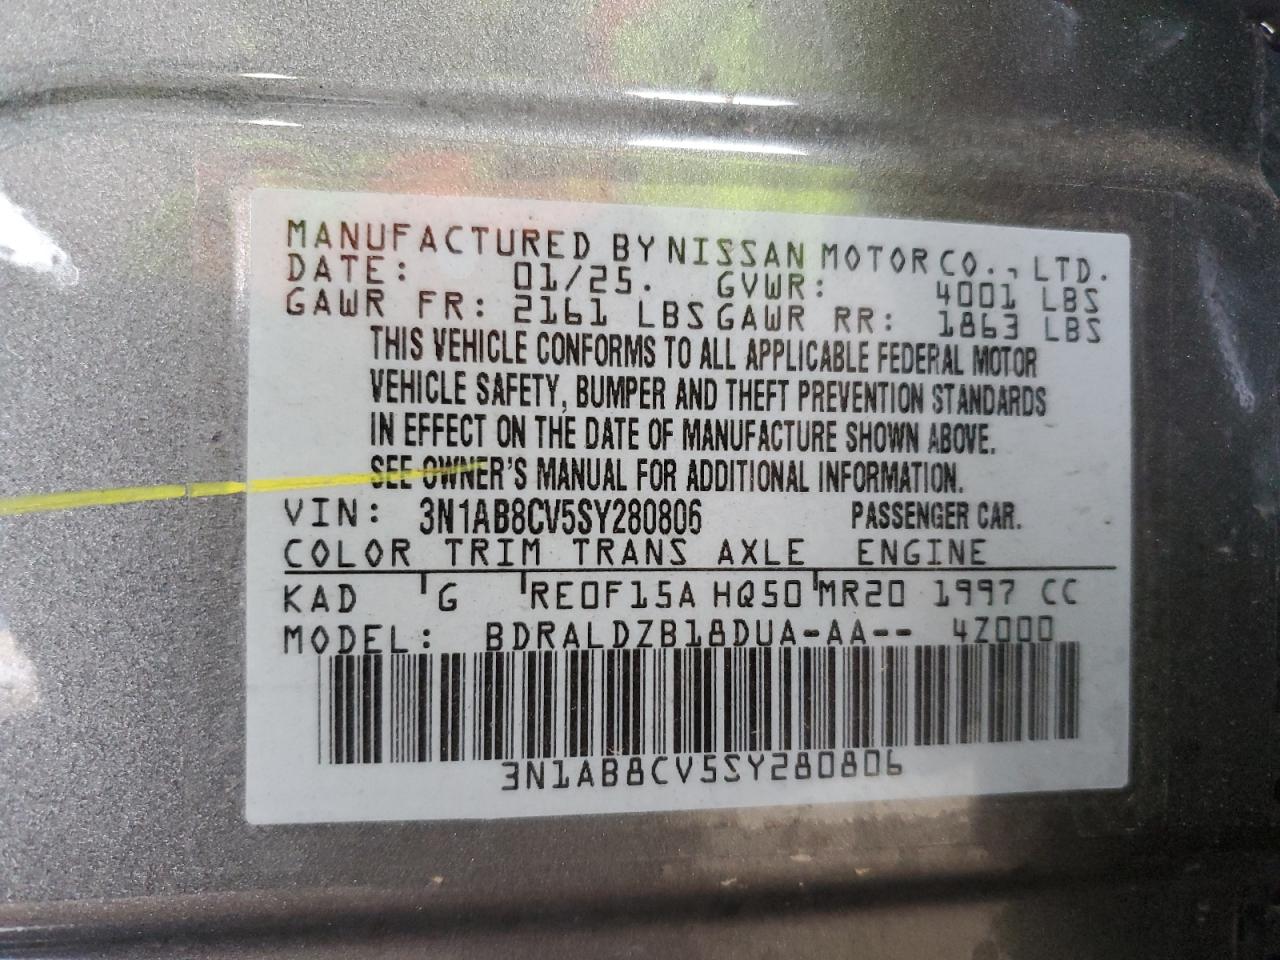 MANUFACTURED BY NISSAN MOTOR CO., LTD.
DATE: 01/25. GVWR: 4001 LBS
GAWR FR: 2161 LBS GAWR RR: 1863 LBS
THIS VEHICLE CONFORMS TO ALL APPLICABLE FEDERAL MOTOR
VEHICLE SAFETY, BUMPER AND THEFT PREVENTION STANDARDS
IN EFFECT ON THE DATE OF MANUFACTURE SHOWN ABOVE.
SEE OWNER'S MANUAL FOR ADDITIONAL INFORMATION.
VIN: 3N1AB8CV5SY280806 PASSENGER CAR.
COLOR TRIM TRANS AXLE ENGINE
KAD G RE0F15A HQ50 MR20 1997 CC
MODEL: BDRALDZB18DUA-AA-- 4Z000
3N1AB8CV5SY280806